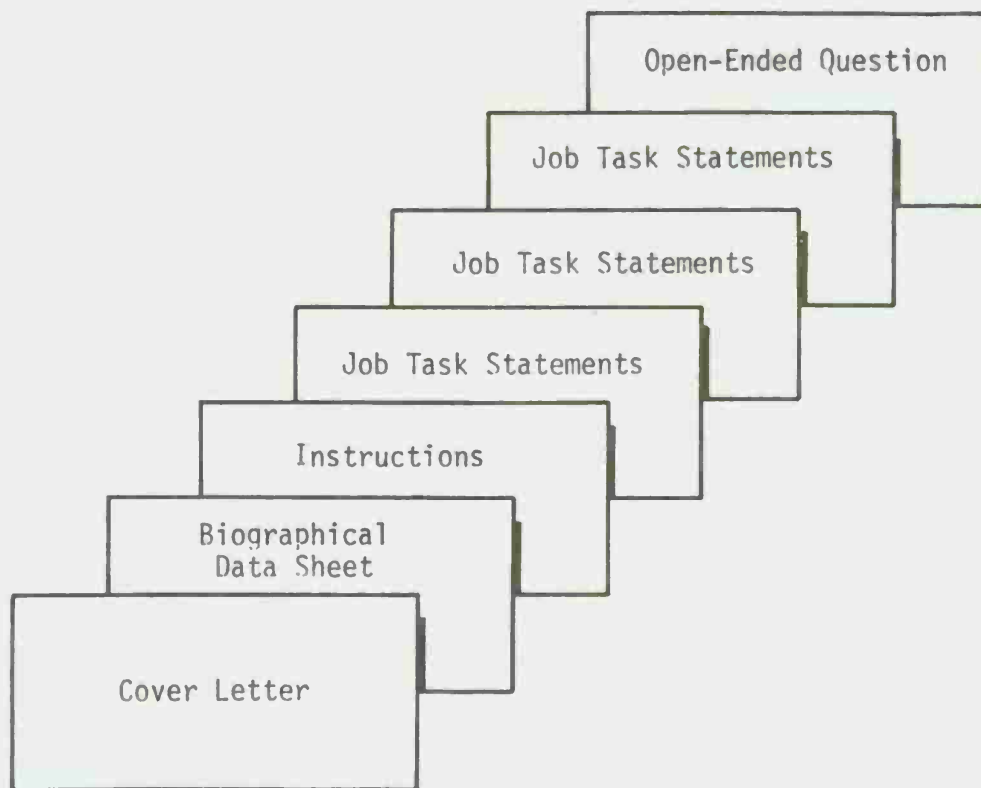 Open-Ended Question
Job Task Statements
Job Task Statements
Job Task Statements
Instructions
Biographical
Data Sheet
Cover Letter